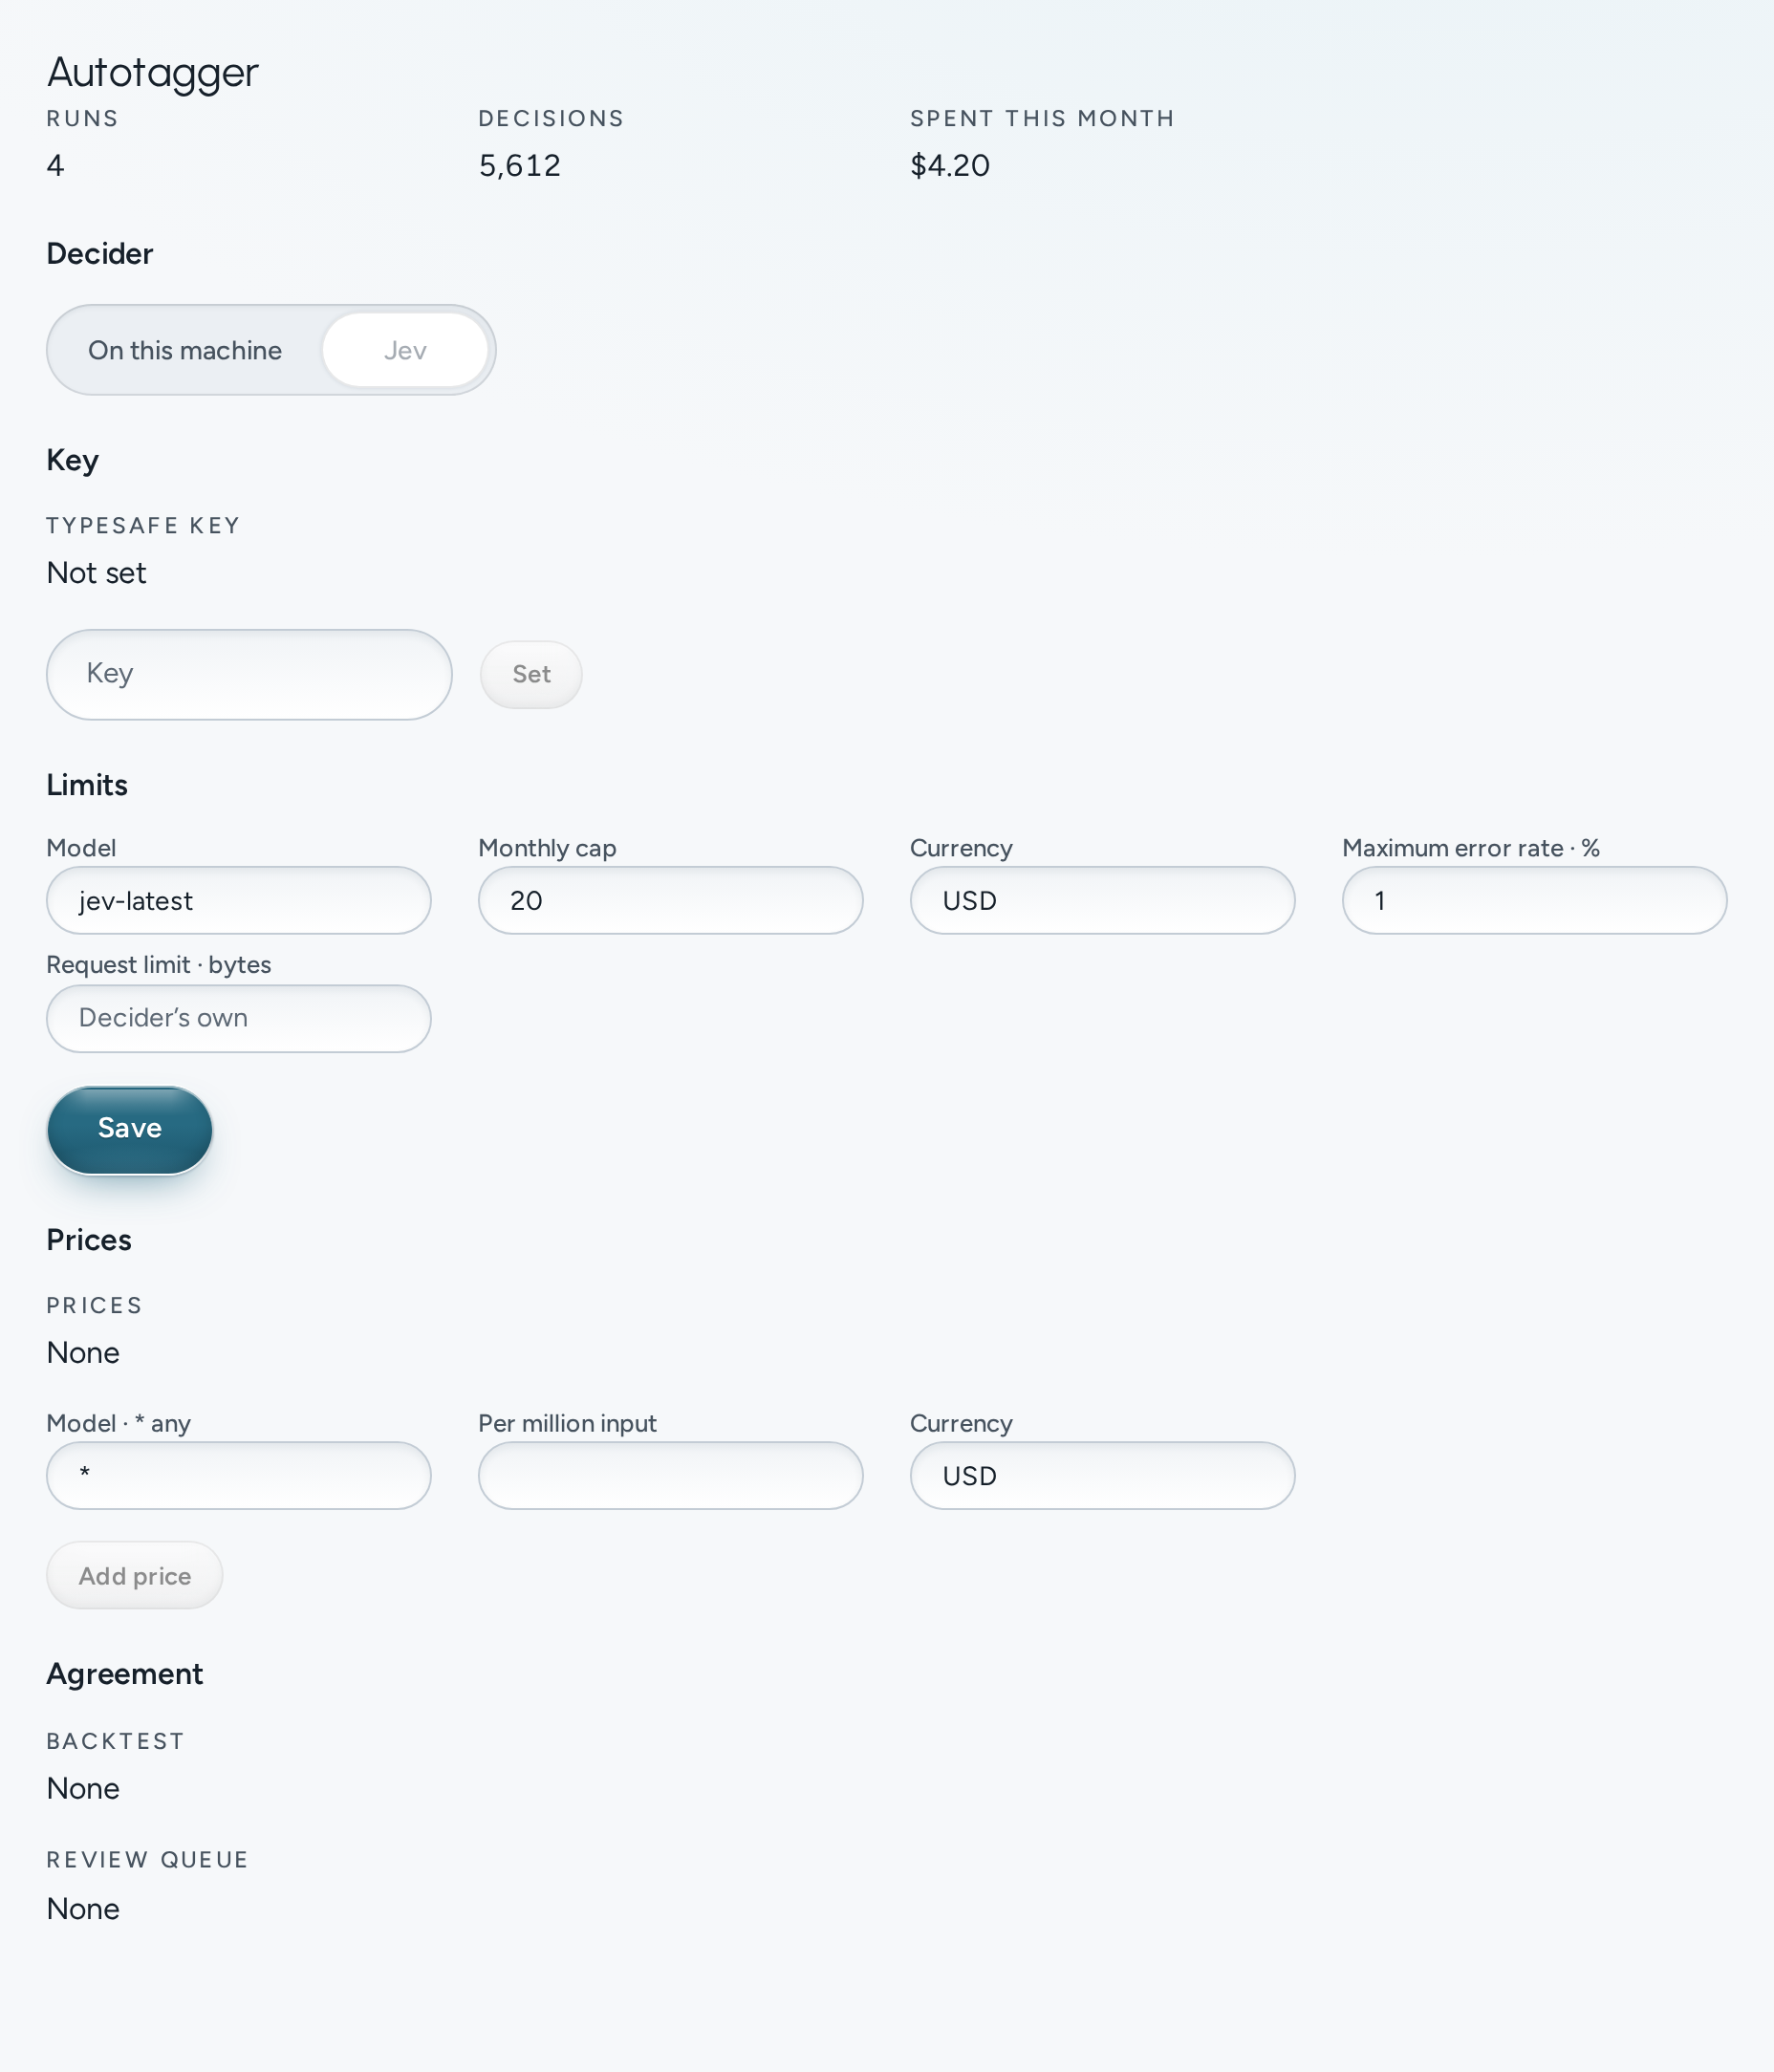 Autotagger
RUNS DECISIONS SPENT THIS MONTH
4 5,612 $4.20
Decider
On this machine Jev
Key
TYPESAFE KEY
Not set
Key Set
Limits
Model Monthly cap Currency Maximum error rate · %
jev-latest 20 USD 1
Request limit · bytes
Decider’s own
Save
Prices
PRICES
None
Model · * any Per million input Currency
* USD
Add price
Agreement
BACKTEST
None
REVIEW QUEUE
None